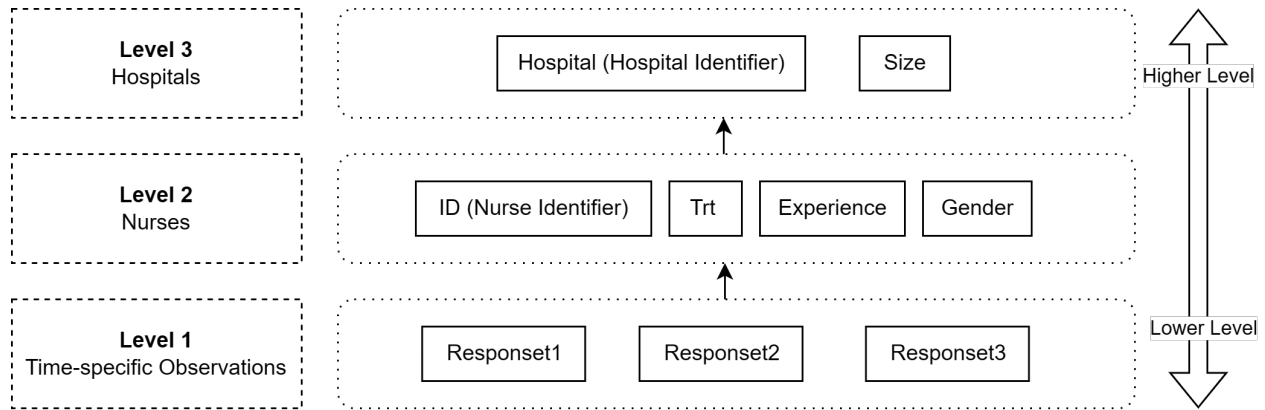 Level 3
Hospitals
Hospital (Hospital Identifier)
Size
Higher Level
Level 2
Nurses
ID (Nurse Identifier)
Trt
Experience
Gender
Level 1
Time-specific Observations
Responset1
Responset2
Responset3
Lower Level